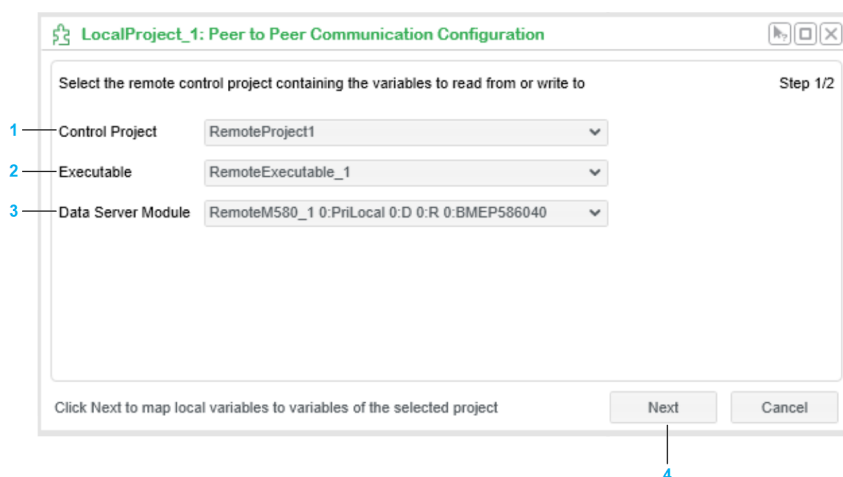 LocalProject_1: Peer to Peer Communication Configuration
Select the remote control project containing the variables to read from or write to Step 1/2
1 Control Project RemoteProject1
2 Executable RemoteExecutable_1
3 Data Server Module RemoteM580_1 0:PriLocal 0:D 0:R 0:BMEP586040
Click Next to map local variables to variables of the selected project Next Cancel
4